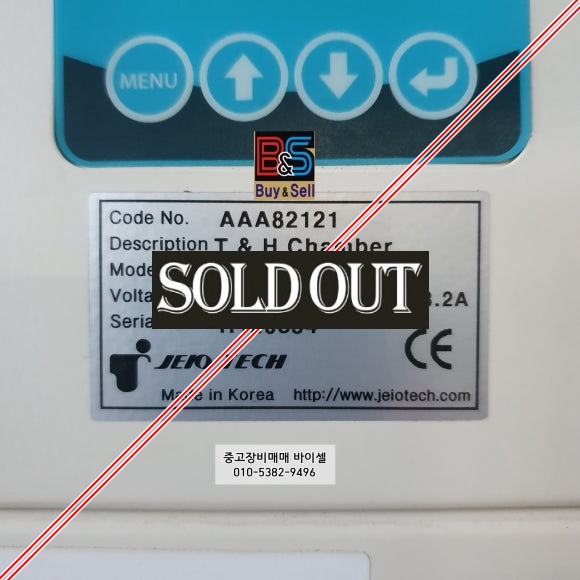 MENU
B&S
Buy & Sell
Code No. AAA82121
Description T & H Chamber
SOLD OUT
JEIO TECH
CE
Made in Korea http://www.jeiotech.com
중고장비매매 바이셀
010-5382-9496